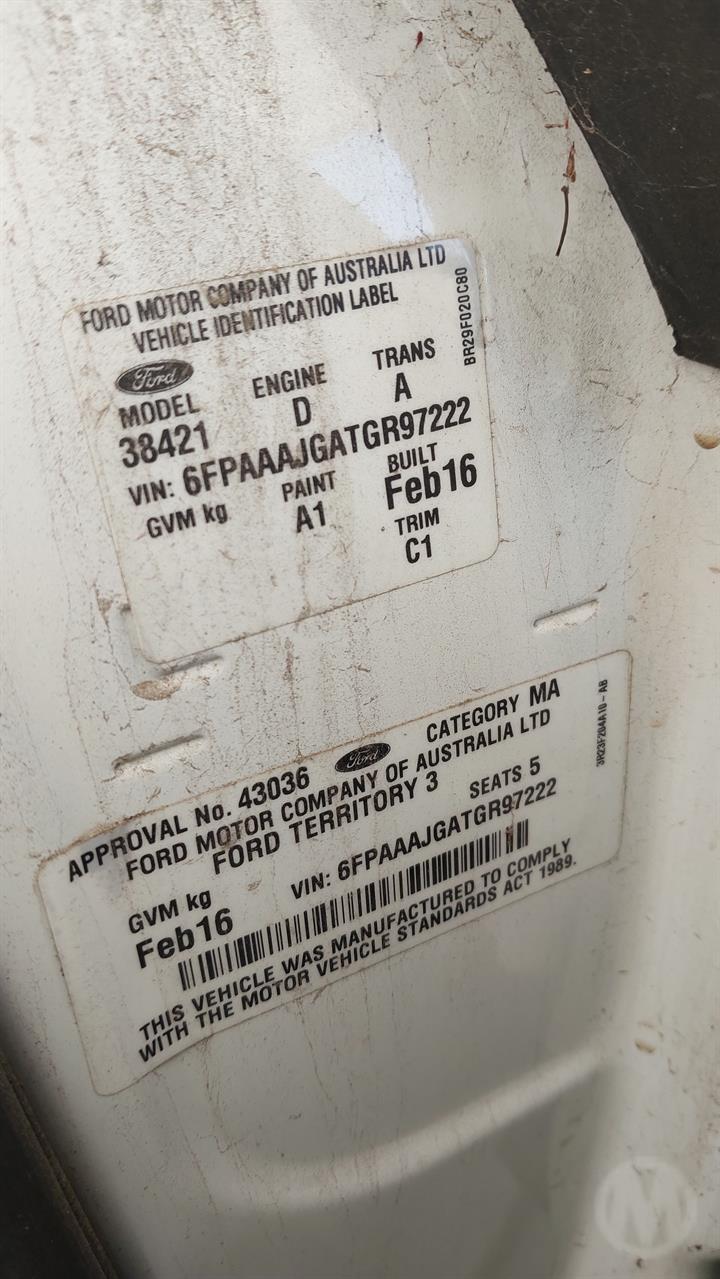 FORD MOTOR COMPANY OF AUSTRALIA LTD
VEHICLE IDENTIFICATION LABEL
BR29F020C80
Ford
MODEL ENGINE TRANS
38421 D A
VIN: 6FPAAAJGATGR97222
GVM kg PAINT BUILT
A1 Feb16
TRIM
C1
APPROVAL No. 43036 Ford CATEGORY MA
FORD MOTOR COMPANY OF AUSTRALIA LTD
FORD TERRITORY 3 SEATS 5
3R23F204A10-AB
GVM kg VIN: 6FPAAAJGATGR97222
Feb16
THIS VEHICLE WAS MANUFACTURED TO COMPLY
WITH THE MOTOR VEHICLE STANDARDS ACT 1989.
M